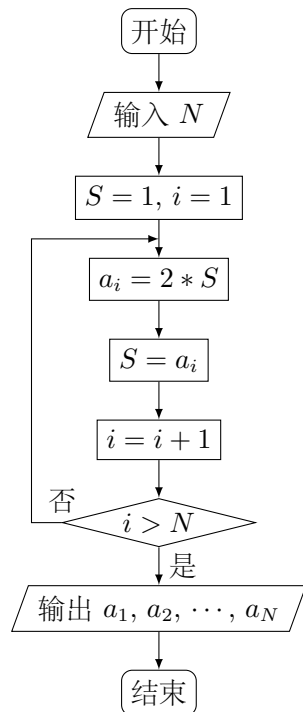 开始
输入 N
S = 1, i = 1
a_i = 2 * S
S = a_i
i = i + 1
否
i > N
是
输出 a_1, a_2, ⋯, a_N
结束